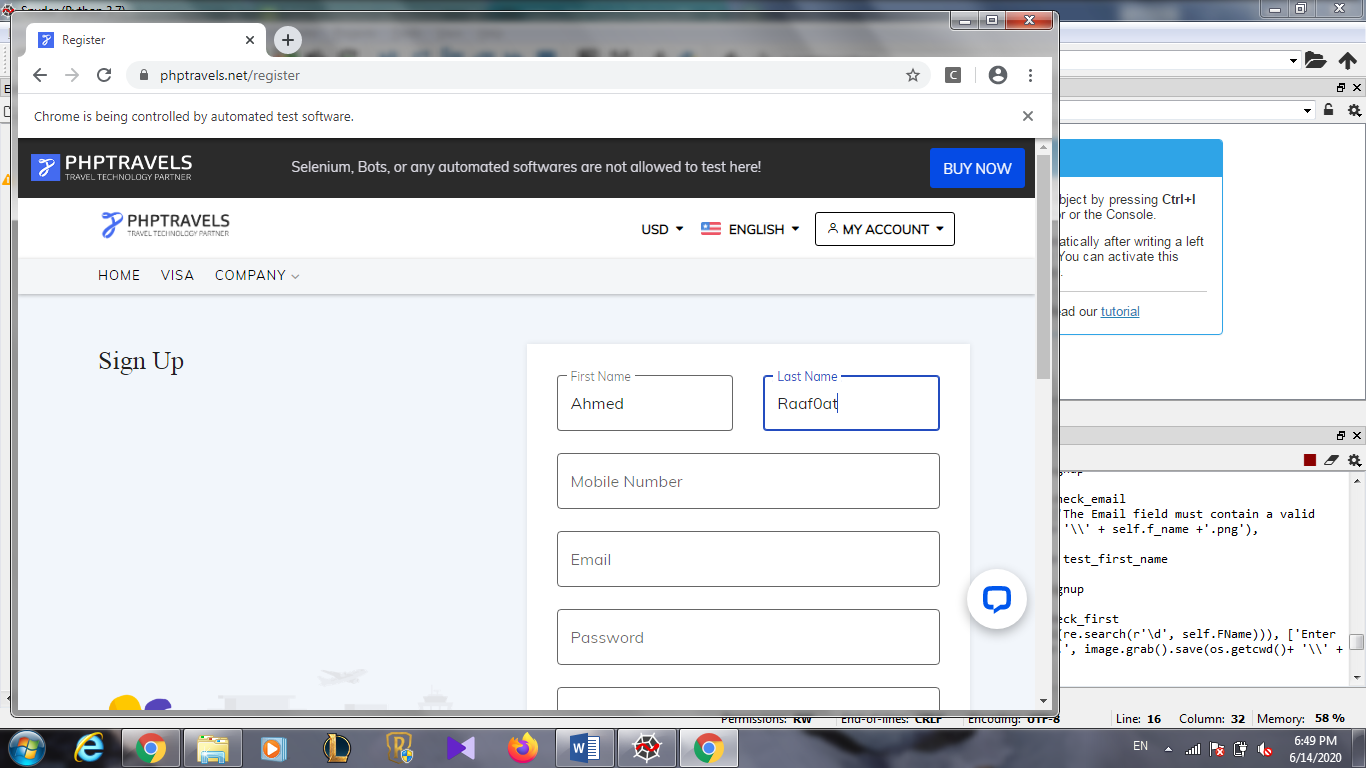 Spyder (Python 3.7)
Register
phptravels.net/register
Chrome is being controlled by automated test software.
PHPTRAVELS
TRAVEL TECHNOLOGY PARTNER
Selenium, Bots, or any automated softwares are not allowed to test here!
BUY NOW
PHPTRAVELS
TRAVEL TECHNOLOGY PARTNER
USD
ENGLISH
MY ACCOUNT
HOME
VISA
COMPANY
Sign Up
First Name
Ahmed
Last Name
Raaf0at
Mobile Number
Email
Password
bject by pressing Ctrl+I
or the Console.
atically after writing a left
You can activate this
ead our tutorial
heck_email
'The Email field must contain a valid
'\\' + self.f_name +'.png'),
test_first_name
gnup
eck_first
(re.search(r'\d', self.FName))), ['Enter
.', image.grab().save(os.getcwd()+ '\\' +
Permissions: RW
End-of-lines: CRLF
Encoding: UTF-8
Line: 16
Column: 32
Memory: 58 %
EN
6:49 PM
6/14/2020